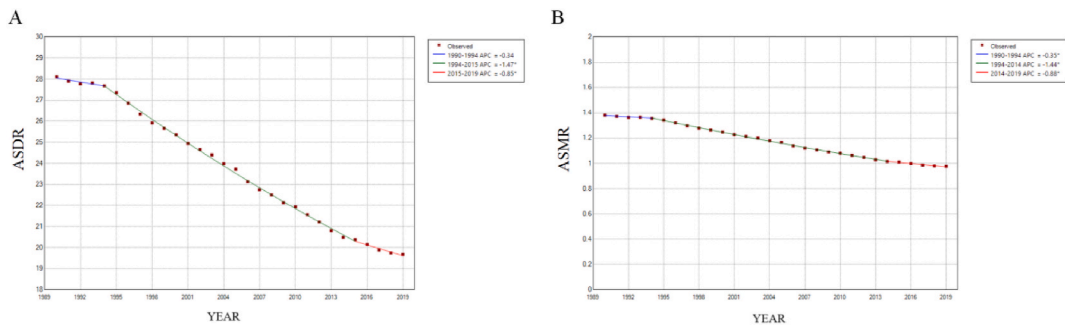 A
30
29
28
27
26
25
24
23
22
21
20
19
18
ASDR
1989 1992 1995 1998 2001 2004 2007 2010 2013 2016 2019
YEAR
Observed
1990-1994 APC = -0.34
1994-2015 APC = -1.47*
2015-2019 APC = -0.85*
B
2
1.8
1.6
1.4
1.2
1
0.8
0.6
0.4
0.2
0
ASMR
1989 1992 1995 1998 2001 2004 2007 2010 2013 2016 2019
YEAR
Observed
1990-1994 APC = -0.35*
1994-2014 APC = -1.44*
2014-2019 APC = -0.88*